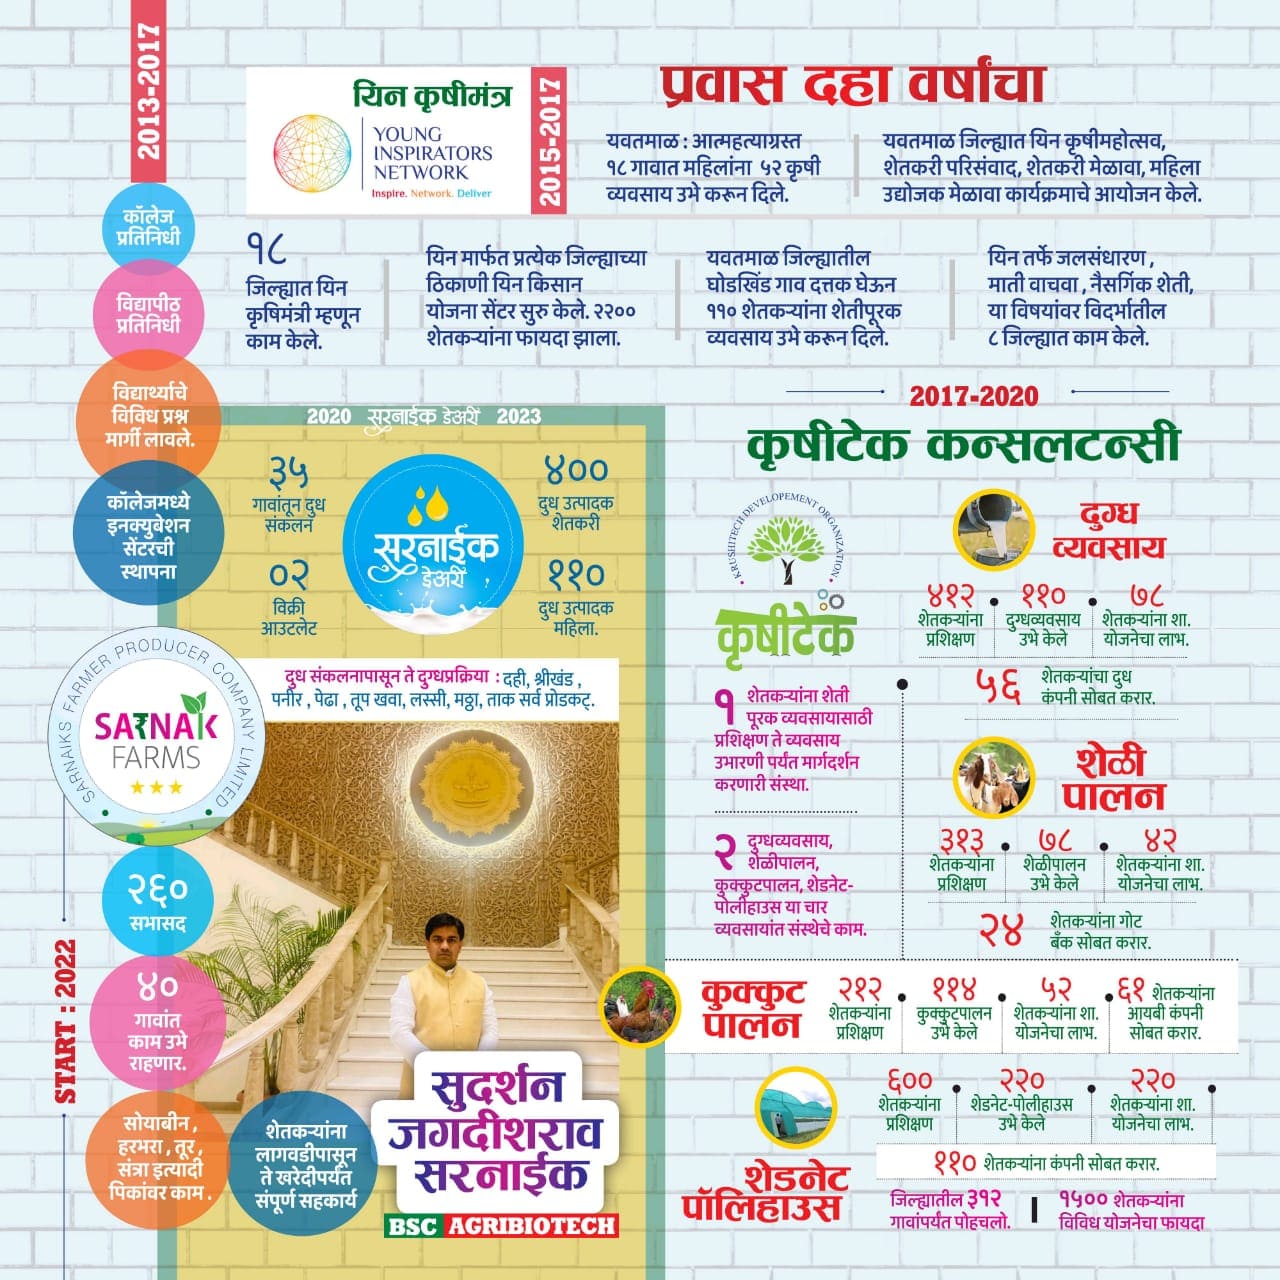 2013-2017
कॉलेज
प्रतिनिधी
विद्यापीठ
प्रतिनिधी
विद्यार्थ्याचे
विविध प्रश्न
मार्गी लावले.
कॉलेजमध्ये
इनक्युबेशन
सेंटरची
स्थापना
यिन कृषीमंत्र
YOUNG
INSPIRATORS
NETWORK
Inspire. Network. Deliver
2015-2017
प्रवास दहा वर्षांचा
यवतमाळ : आत्महत्याग्रस्त
१८ गावात महिलांना ५२ कृषी
व्यवसाय उभे करून दिले.
यवतमाळ जिल्ह्यात यिन कृषीमहोत्सव,
शेतकरी परिसंवाद, शेतकरी मेळावा, महिला
उद्योजक मेळावा कार्यक्रमाचे आयोजन केले.
१८
जिल्ह्यात यिन
कृषिमंत्री म्हणून
काम केले.
यिन मार्फत प्रत्येक जिल्ह्याच्या
ठिकाणी यिन किसान
योजना सेंटर सुरु केले. २२००
शेतकऱ्यांना फायदा झाला.
यवतमाळ जिल्ह्यातील
घोडखिंड गाव दत्तक घेऊन
११० शेतकऱ्यांना शेतीपूरक
व्यवसाय उभे करून दिले.
यिन तर्फे जलसंधारण ,
माती वाचवा , नैसर्गिक शेती,
या विषयांवर विदर्भातील
८ जिल्ह्यात काम केले.
2020 सुरनाईक डेअरी 2023
३५
गावांतून दुध
संकलन
०२
विक्री
आउटलेट
सुरनाईक
डेअरी
४००
दुध उत्पादक
शेतकरी
११०
दुध उत्पादक
महिला.
दुध संकलनापासून ते दुग्धप्रक्रिया : दही, श्रीखंड ,
पनीर , पेढा , तूप खवा, लस्सी, मठ्ठा, ताक सर्व प्रोडकट्.
SARNAIKS FARMER PRODUCER COMPANY LIMITED
SA₹NAIK
FARMS
START : 2022
२६०
सभासद
४०
गावांत
काम उभे
राहणार.
सोयाबीन ,
हरभरा , तूर ,
संत्रा इत्यादी
पिकांवर काम .
शेतकऱ्यांना
लागवडीपासून
ते खरेदीपर्यंत
संपूर्ण सहकार्य
सुदर्शन
जगदीशराव
सरनाईक
BSC AGRIBIOTECH
2017-2020
कृषीटेक कन्सलटन्सी
KRUSHITECH DEVELOPEMENT ORGANIZATION
कृषीटेक
१ शेतकऱ्यांना शेती
पूरक व्यवसायासाठी
प्रशिक्षण ते व्यवसाय
उभारणी पर्यंत मार्गदर्शन
करणारी संस्था.
२ दुग्धव्यवसाय,
शेळीपालन,
कुक्कुटपालन, शेडनेट-
पोलीहाउस या चार
व्यवसायांत संस्थेचे काम.
दुग्ध
व्यवसाय
४१२ ११० ७८
शेतकऱ्यांना दुग्धव्यवसाय शेतकऱ्यांना शा.
प्रशिक्षण उभे केले योजनेचा लाभ.
५६ शेतकऱ्यांचा दुध
कंपनी सोबत करार.
शेळी
पालन
३१३ ७८ ४२
शेतकऱ्यांना शेळीपालन शेतकऱ्यांना शा.
प्रशिक्षण उभे केले योजनेचा लाभ.
२४ शेतकऱ्यांना गोट
बँक सोबत करार.
कुक्कुट
पालन
२१२ ११४ ५२ ६१ शेतकऱ्यांना
शेतकऱ्यांना कुक्कुटपालन शेतकऱ्यांना शा. आयबी कंपनी
प्रशिक्षण उभे केले योजनेचा लाभ. सोबत करार.
शेडनेट
पॉलिहाउस
६०० २२० २२०
शेतकऱ्यांना शेडनेट-पोलीहाउस शेतकऱ्यांना शा.
प्रशिक्षण उभे केले योजनेचा लाभ.
११० शेतकऱ्यांना कंपनी सोबत करार.
जिल्ह्यातील ३१२
गावांपर्यंत पोहचलो.
१५०० शेतकऱ्यांना
विविध योजनेचा फायदा